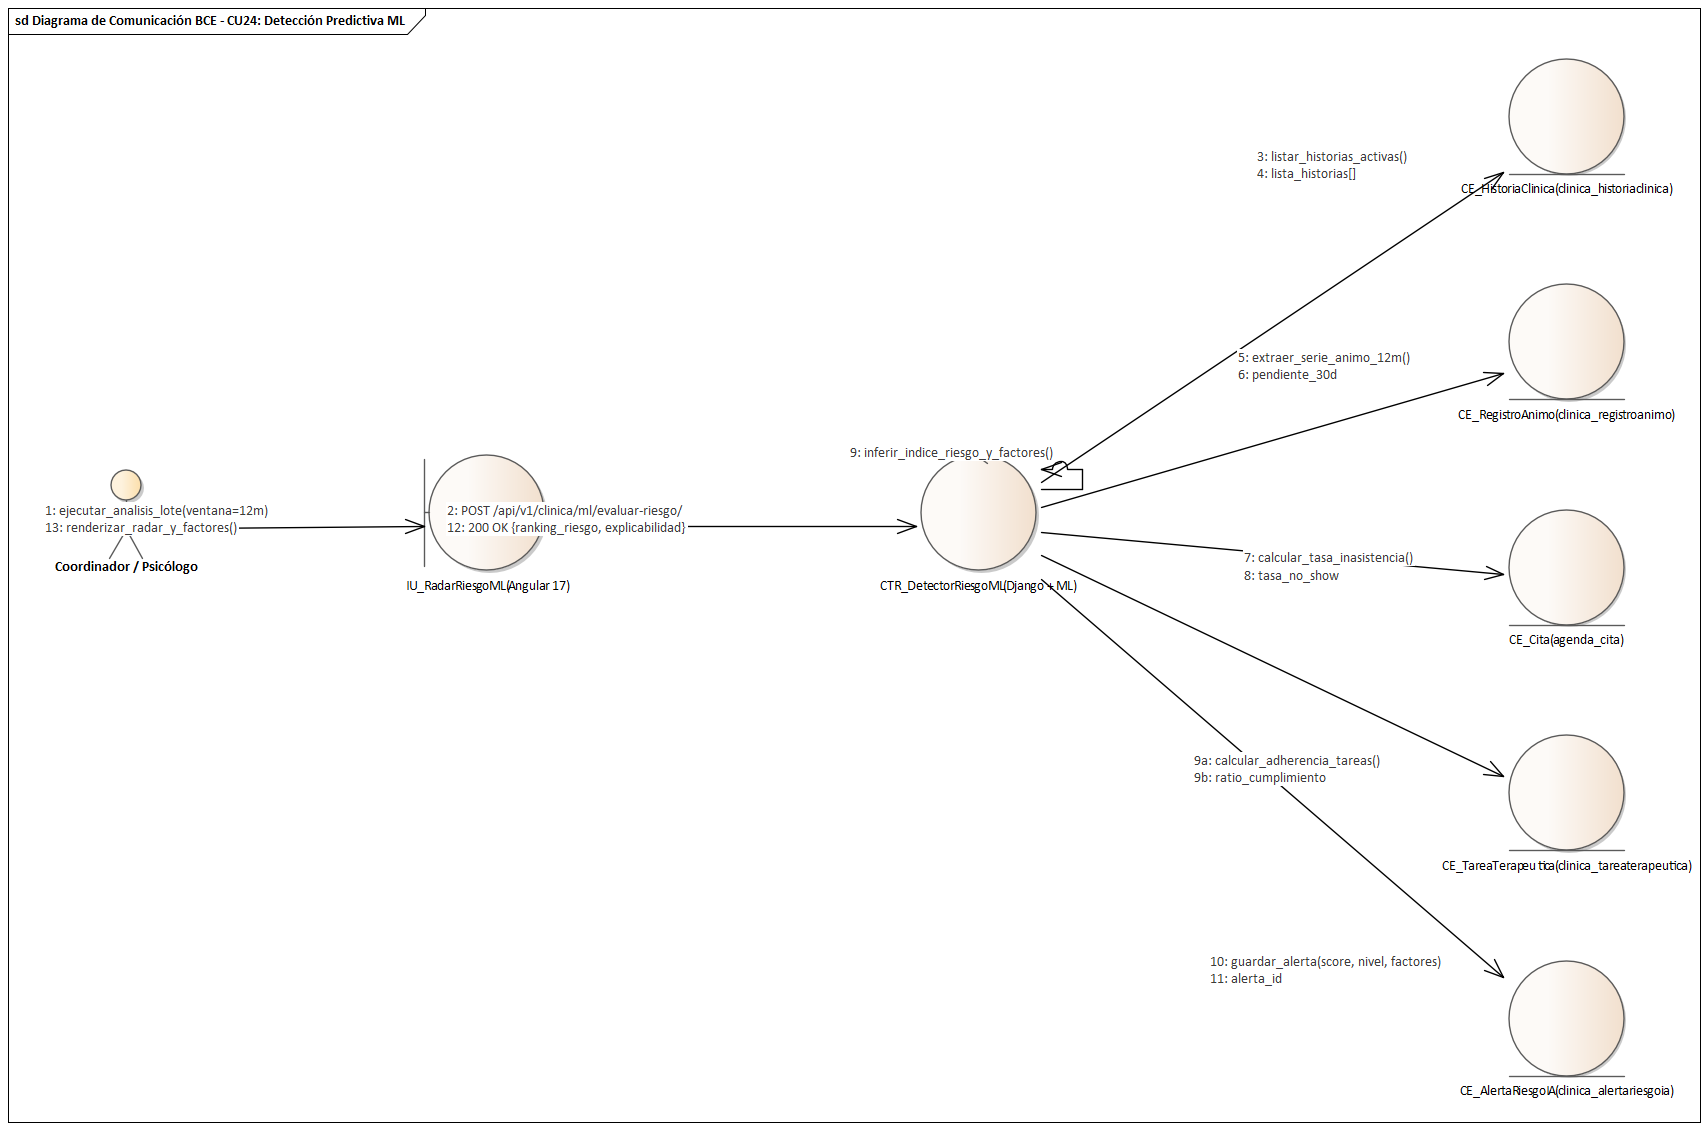 sd Diagrama de Comunicación BCE - CU24: Detección Predictiva ML
3: listar_historias_activas()
4: lista_historias[]
CE_HistoriaClinica(clinica_historiaclinica)
5: extraer_serie_animo_12m()
6: pendiente_30d
CE_RegistroAnimo(clinica_registroanimo)
9: inferir_indice_riesgo_y_factores()
1: ejecutar_analisis_lote(ventana=12m)
13: renderizar_radar_y_factores()
Coordinador / Psicólogo
2: POST /api/v1/clinica/ml/evaluar-riesgo/
12: 200 OK {ranking_riesgo, explicabilidad}
IU_RadarRiesgoML(Angular 17)
CTR_DetectorRiesgoML(Django + ML)
7: calcular_tasa_inasistencia()
8: tasa_no_show
CE_Cita(agenda_cita)
9a: calcular_adherencia_tareas()
9b: ratio_cumplimiento
CE_TareaTerapeutica(clinica_tareaterapeutica)
10: guardar_alerta(score, nivel, factores)
11: alerta_id
CE_AlertaRiesgoIA(clinica_alertariesgoia)